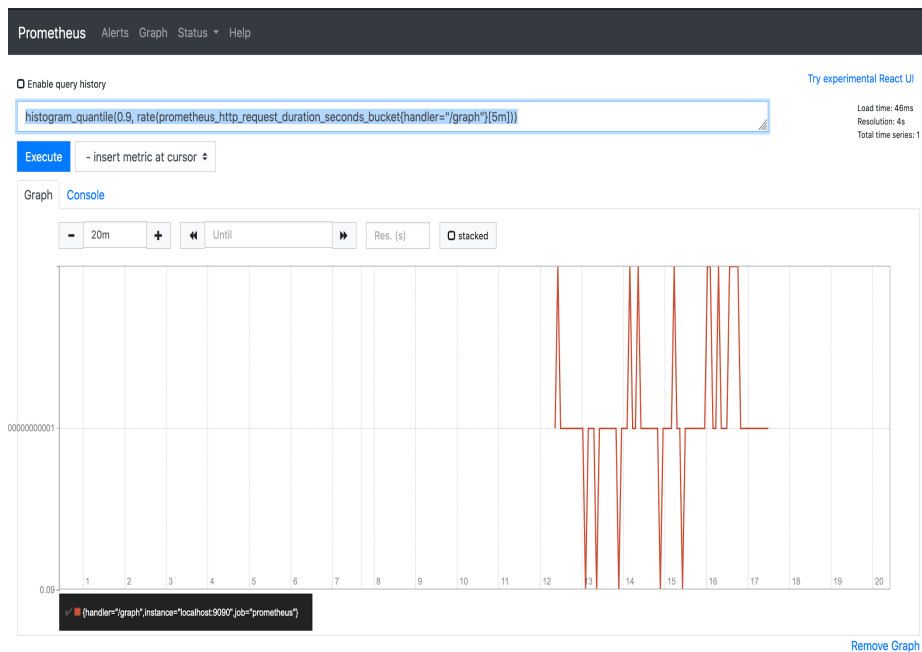 Prometheus Alerts Graph Status Help
Enable query history
Try experimental React UI
histogram_quantile(0.9, rate(prometheus_http_request_duration_seconds_bucket{handler="/graph"}[5m]))
Load time: 46ms
Resolution: 4s
Total time series: 1
Execute - insert metric at cursor
Graph Console
- 20m + Until Res. (s) stacked
00000000001
0.09
1 2 3 4 5 6 7 8 9 10 11 12 13 14 15 16 17 18 19 20
{handler="/graph",instance="localhost:9090",job="prometheus"}
Remove Graph